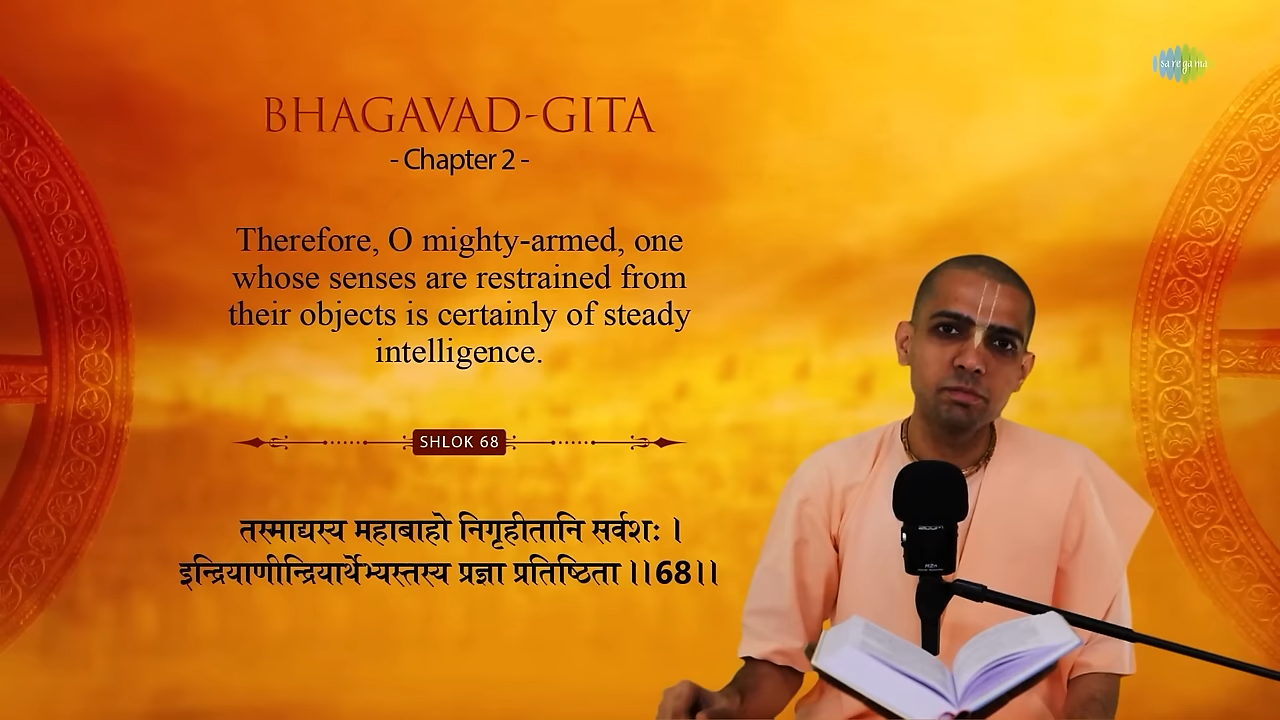 saregama
BHAGAVAD-GITA
- Chapter 2 -
Therefore, O mighty-armed, one
whose senses are restrained from
their objects is certainly of steady
intelligence.
SHLOK 68
तस्माद्यस्य महाबाहो निगृहीतानि सर्वशः ।
इन्द्रियाणीन्द्रियार्थेभ्यस्तस्य प्रज्ञा प्रतिष्ठिता ।।68।।
zoom